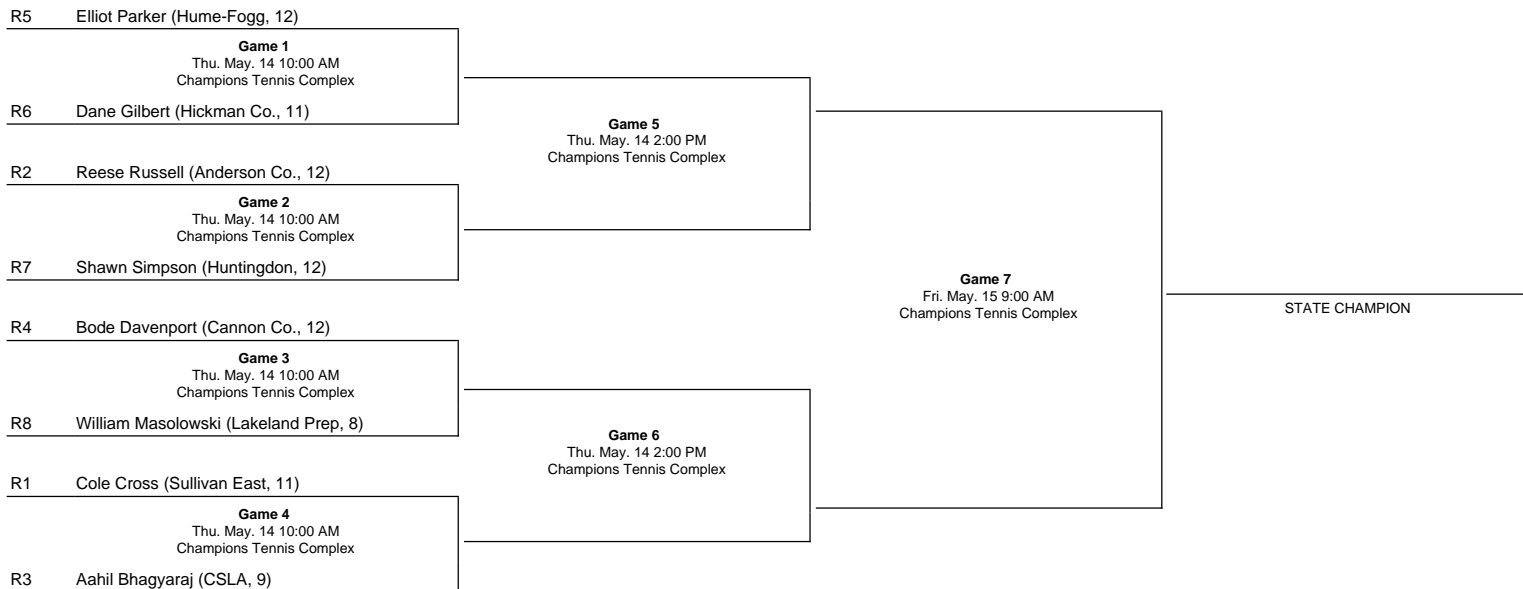 R5 Elliot Parker (Hume-Fogg, 12)
Game 1
Thu. May. 14 10:00 AM
Champions Tennis Complex
R6 Dane Gilbert (Hickman Co., 11)
Game 5
Thu. May. 14 2:00 PM
Champions Tennis Complex
R2 Reese Russell (Anderson Co., 12)
Game 2
Thu. May. 14 10:00 AM
Champions Tennis Complex
R7 Shawn Simpson (Huntingdon, 12)
Game 7
Fri. May. 15 9:00 AM
Champions Tennis Complex
STATE CHAMPION
R4 Bode Davenport (Cannon Co., 12)
Game 3
Thu. May. 14 10:00 AM
Champions Tennis Complex
R8 William Masolowski (Lakeland Prep, 8)
Game 6
Thu. May. 14 2:00 PM
Champions Tennis Complex
R1 Cole Cross (Sullivan East, 11)
Game 4
Thu. May. 14 10:00 AM
Champions Tennis Complex
R3 Aahil Bhagyaraj (CSLA, 9)